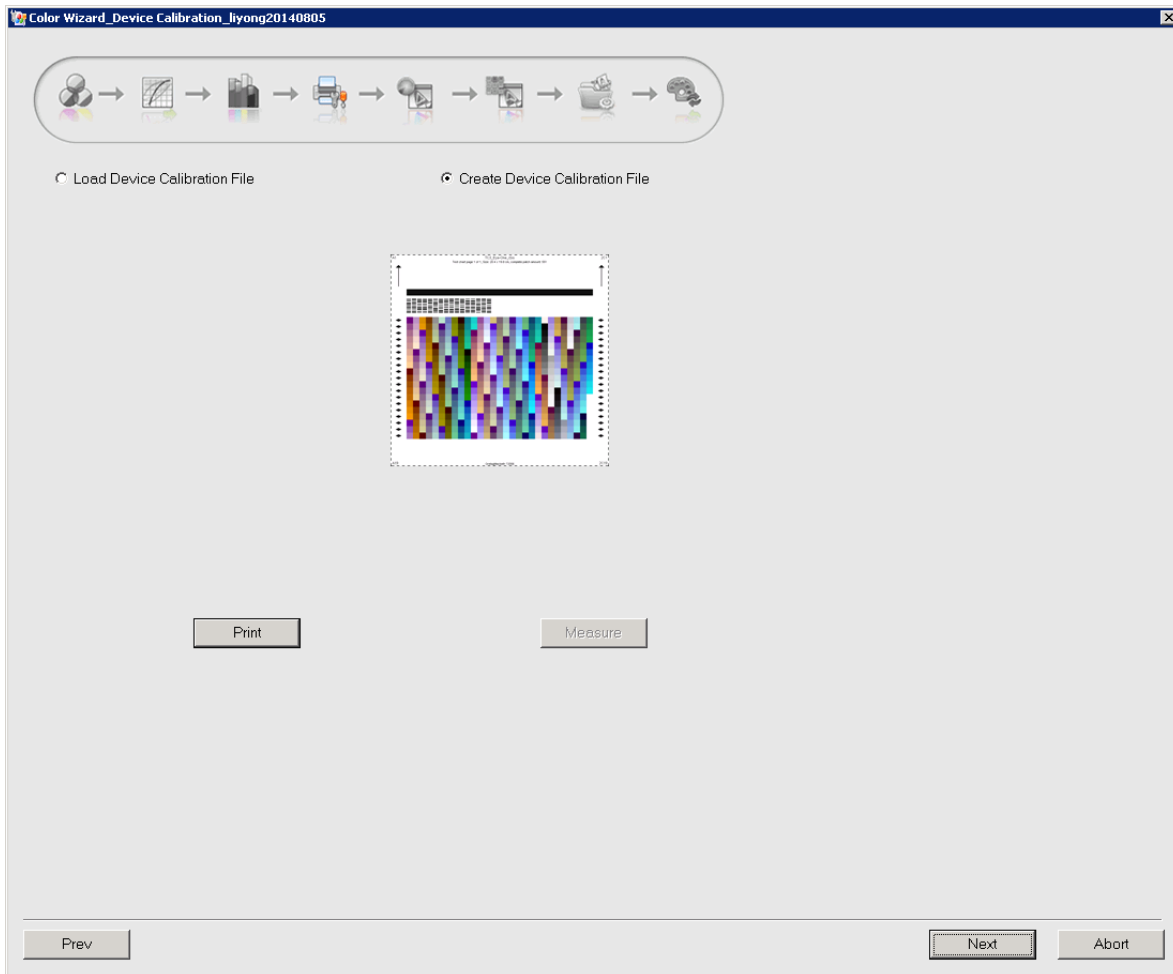 Color Wizard_Device Calibration_liyong20140805
Load Device Calibration File
Create Device Calibration File
Print
Measure
Prev
Next
Abort